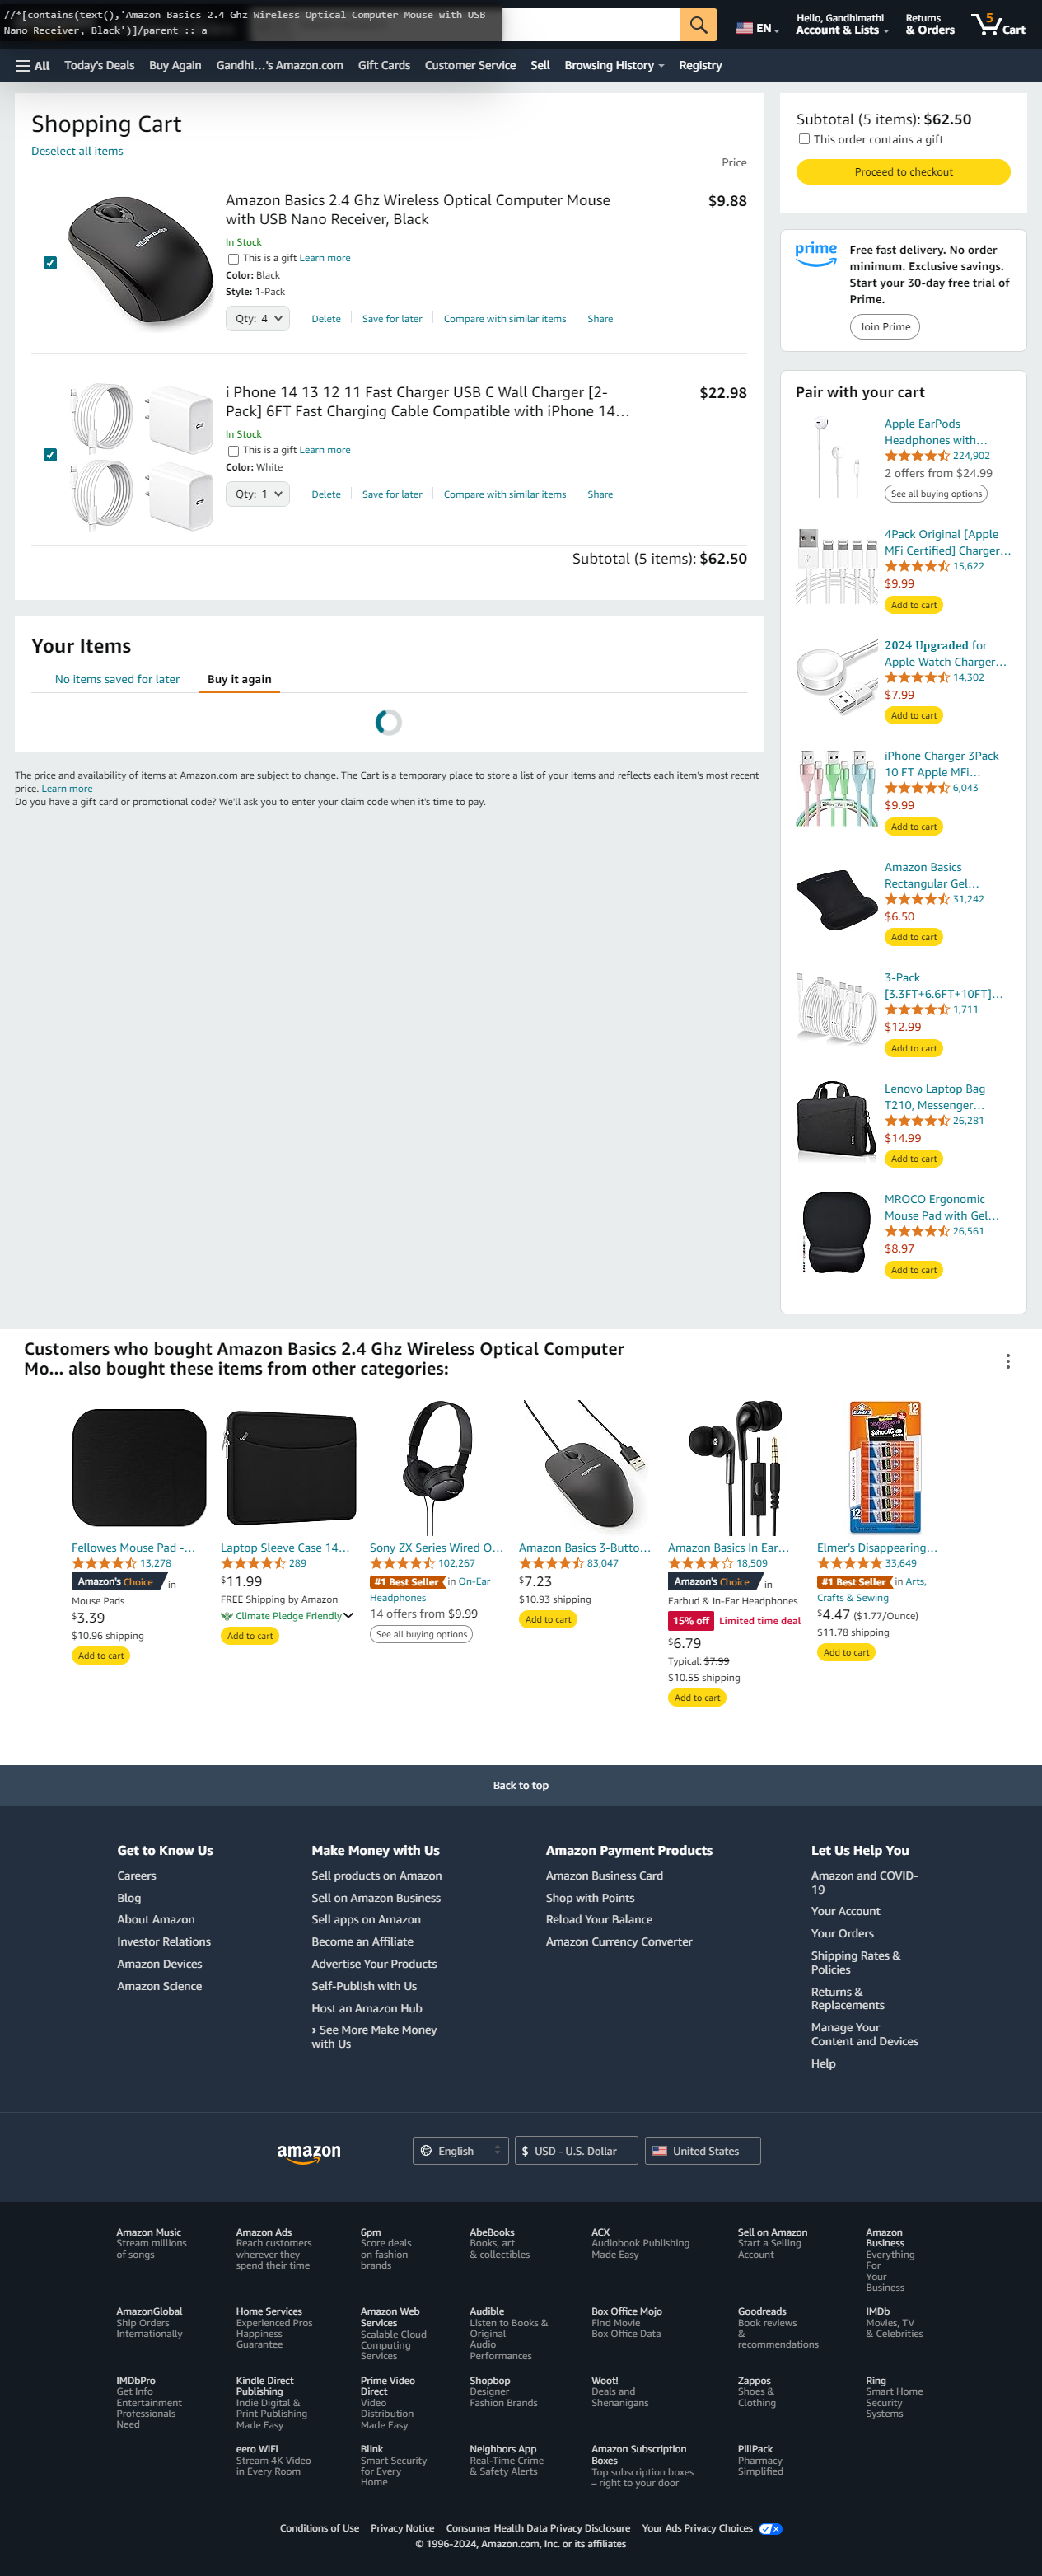 //*[contains(text(),'Amazon Basics 2.4 Ghz Wireless Optical Computer Mouse with USB
Nano Receiver, Black')]/parent :: a
EN
Hello, Gandhimathi
Account & Lists
Returns
& Orders
5
Cart
All
Today's Deals
Buy Again
Gandhi...'s Amazon.com
Gift Cards
Customer Service
Sell
Browsing History
Registry
Shopping Cart
Deselect all items
Price
Amazon Basics 2.4 Ghz Wireless Optical Computer Mouse
with USB Nano Receiver, Black
$9.88
In Stock
This is a gift Learn more
Color: Black
Style: 1-Pack
Qty: 4
Delete
Save for later
Compare with similar items
Share
i Phone 14 13 12 11 Fast Charger USB C Wall Charger [2-
Pack] 6FT Fast Charging Cable Compatible with iPhone 14...
$22.98
In Stock
This is a gift Learn more
Color: White
Qty: 1
Delete
Save for later
Compare with similar items
Share
Subtotal (5 items): $62.50
Your Items
No items saved for later
Buy it again
The price and availability of items at Amazon.com are subject to change. The Cart is a temporary place to store a list of your items and reflects each item's most recent
price. Learn more
Do you have a gift card or promotional code? We'll ask you to enter your claim code when it's time to pay.
Subtotal (5 items): $62.50
This order contains a gift
Proceed to checkout
prime
Free fast delivery. No order
minimum. Exclusive savings.
Start your 30-day free trial of
Prime.
Join Prime
Pair with your cart
Apple EarPods
Headphones with...
224,902
2 offers from $24.99
See all buying options
4Pack Original [Apple
MFi Certified] Charger...
15,622
$9.99
Add to cart
2024 Upgraded for
Apple Watch Charger...
14,302
$7.99
Add to cart
iPhone Charger 3Pack
10 FT Apple MFi...
6,043
$9.99
Add to cart
Amazon Basics
Rectangular Gel...
31,242
$6.50
Add to cart
3-Pack
[3.3FT+6.6FT+10FT]...
1,711
$12.99
Add to cart
Lenovo Laptop Bag
T210, Messenger...
26,281
$14.99
Add to cart
MROCO Ergonomic
Mouse Pad with Gel...
26,561
$8.97
Add to cart
Customers who bought Amazon Basics 2.4 Ghz Wireless Optical Computer
Mo... also bought these items from other categories:
Fellowes Mouse Pad -...
13,278
Amazon's Choice in
Mouse Pads
$3.39
$10.96 shipping
Add to cart
Laptop Sleeve Case 14...
289
$11.99
FREE Shipping by Amazon
Climate Pledge Friendly
Add to cart
Sony ZX Series Wired O...
102,267
#1 Best Seller in On-Ear
Headphones
14 offers from $9.99
See all buying options
Amazon Basics 3-Butto...
83,047
$7.23
$10.93 shipping
Add to cart
Amazon Basics In Ear...
18,509
Amazon's Choice in
Earbud & In-Ear Headphones
15% off Limited time deal
$6.79
Typical: $7.99
$10.55 shipping
Add to cart
Elmer's Disappearing...
33,649
#1 Best Seller in Arts,
Crafts & Sewing
$4.47 ($1.77/Ounce)
$11.78 shipping
Add to cart
Back to top
Get to Know Us
Careers
Blog
About Amazon
Investor Relations
Amazon Devices
Amazon Science
Make Money with Us
Sell products on Amazon
Sell on Amazon Business
Sell apps on Amazon
Become an Affiliate
Advertise Your Products
Self-Publish with Us
Host an Amazon Hub
› See More Make Money
with Us
Amazon Payment Products
Amazon Business Card
Shop with Points
Reload Your Balance
Amazon Currency Converter
Let Us Help You
Amazon and COVID-
19
Your Account
Your Orders
Shipping Rates &
Policies
Returns &
Replacements
Manage Your
Content and Devices
Help
amazon
English
$ USD - U.S. Dollar
United States
Amazon Music
Stream millions
of songs
Amazon Ads
Reach customers
wherever they
spend their time
6pm
Score deals
on fashion
brands
AbeBooks
Books, art
& collectibles
ACX
Audiobook Publishing
Made Easy
Sell on Amazon
Start a Selling
Account
Amazon
Business
Everything
For
Your
Business
AmazonGlobal
Ship Orders
Internationally
Home Services
Experienced Pros
Happiness
Guarantee
Amazon Web
Services
Scalable Cloud
Computing
Services
Audible
Listen to Books &
Original
Audio
Performances
Box Office Mojo
Find Movie
Box Office Data
Goodreads
Book reviews
&
recommendations
IMDb
Movies, TV
& Celebrities
IMDbPro
Get Info
Entertainment
Professionals
Need
Kindle Direct
Publishing
Indie Digital &
Print Publishing
Made Easy
Prime Video
Direct
Video
Distribution
Made Easy
Shopbop
Designer
Fashion Brands
Woot!
Deals and
Shenanigans
Zappos
Shoes &
Clothing
Ring
Smart Home
Security
Systems
eero WiFi
Stream 4K Video
in Every Room
Blink
Smart Security
for Every
Home
Neighbors App
Real-Time Crime
& Safety Alerts
Amazon Subscription
Boxes
Top subscription boxes
– right to your door
PillPack
Pharmacy
Simplified
Conditions of Use
Privacy Notice
Consumer Health Data Privacy Disclosure
Your Ads Privacy Choices
© 1996-2024, Amazon.com, Inc. or its affiliates